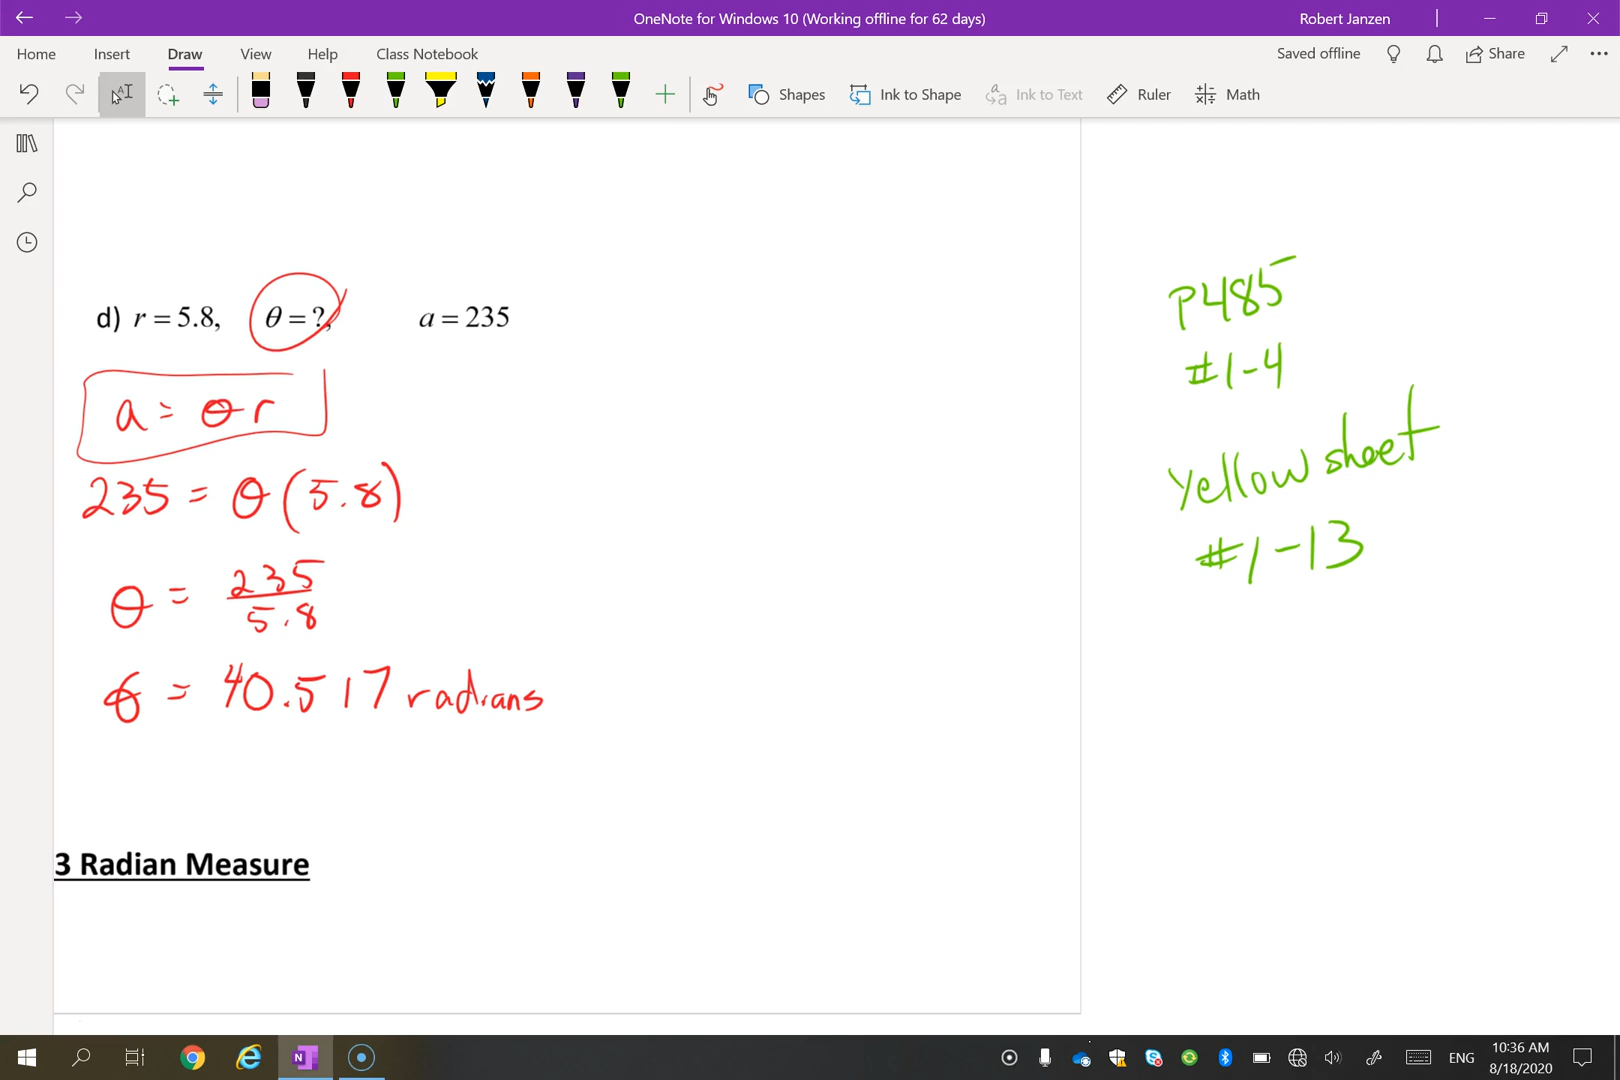 OneNote for Windows 10 (Working offline for 62 days)
Robert Janzen
Home Insert Draw View Help Class Notebook
Saved offline
Share
Shapes
Ink to Shape
Ink to Text
Ruler
Math
d) r = 5.8, θ = ?, a = 235
a = θr
235 = θ(5.8)
θ = 235/5.8
θ = 40.517 radians
P485
#1-4
Yellow sheet
#1-13
3 Radian Measure
ENG
10:36 AM
8/18/2020